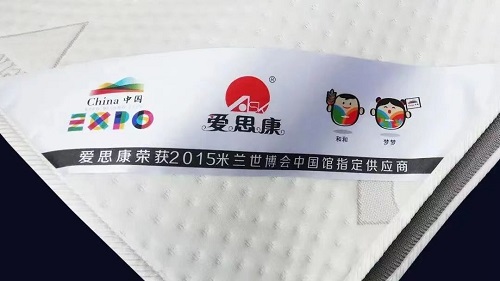 China 中国
EXPO
ASK
®
爱思康
和和
梦梦
爱思康荣获2015米兰世博会中国馆指定供应商